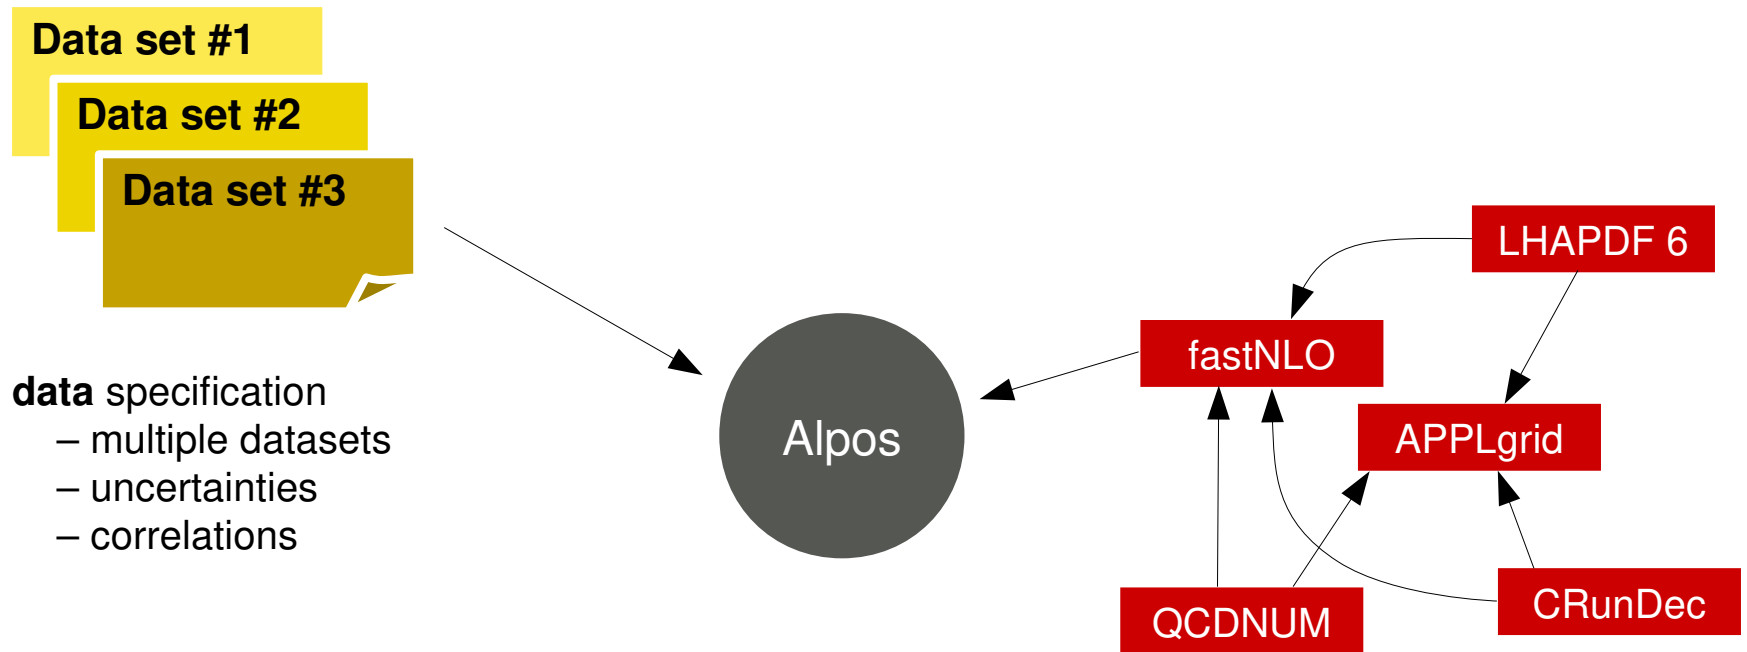 Data set #1
Data set #2
Data set #3
data specification
– multiple datasets
– uncertainties
– correlations
Alpos
LHAPDF 6
fastNLO
APPLgrid
QCDNUM
CRunDec